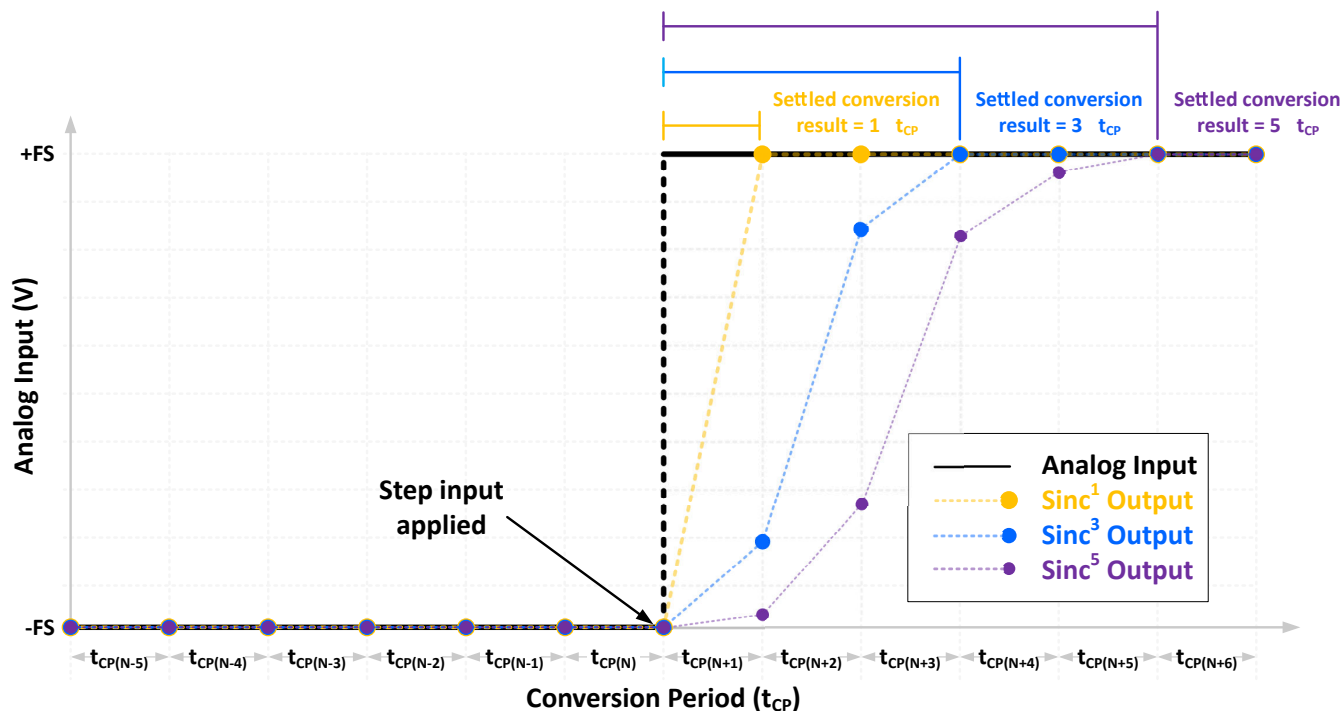 Settled conversion
result = 1 tCP
Settled conversion
result = 3 tCP
Settled conversion
result = 5 tCP
+FS
Analog Input (V)
Step input
applied
Analog Input
Sinc¹ Output
Sinc³ Output
Sinc⁵ Output
-FS
tCP(N-5) tCP(N-4) tCP(N-3) tCP(N-2) tCP(N-1) tCP(N) tCP(N+1) tCP(N+2) tCP(N+3) tCP(N+4) tCP(N+5) tCP(N+6)
Conversion Period (tCP)